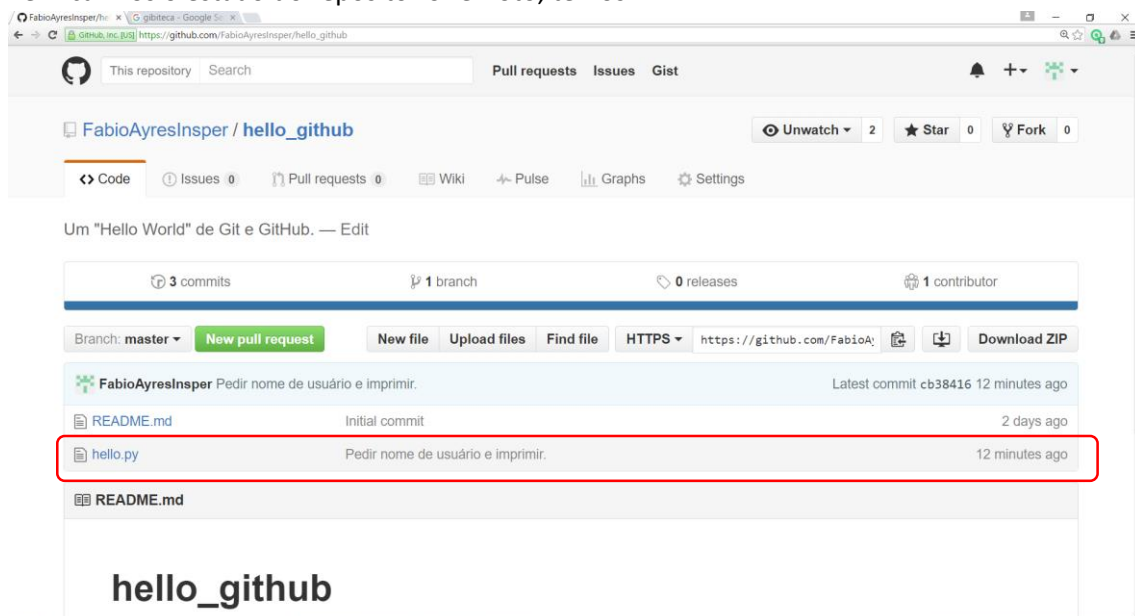 FabioAyresInsper/he
gibiteca - Google Se
GitHub, Inc. [US] https://github.com/FabioAyresInsper/hello_github
This repository Search Pull requests Issues Gist
FabioAyresInsper / hello_github Unwatch 2 Star 0 Fork 0
Code Issues 0 Pull requests 0 Wiki Pulse Graphs Settings
Um "Hello World" de Git e GitHub. — Edit
3 commits 1 branch 0 releases 1 contributor
Branch: master New pull request New file Upload files Find file HTTPS https://github.com/FabioA Download ZIP
FabioAyresInsper Pedir nome de usuário e imprimir. Latest commit cb38416 12 minutes ago
README.md Initial commit 2 days ago
hello.py Pedir nome de usuário e imprimir. 12 minutes ago
README.md
hello_github